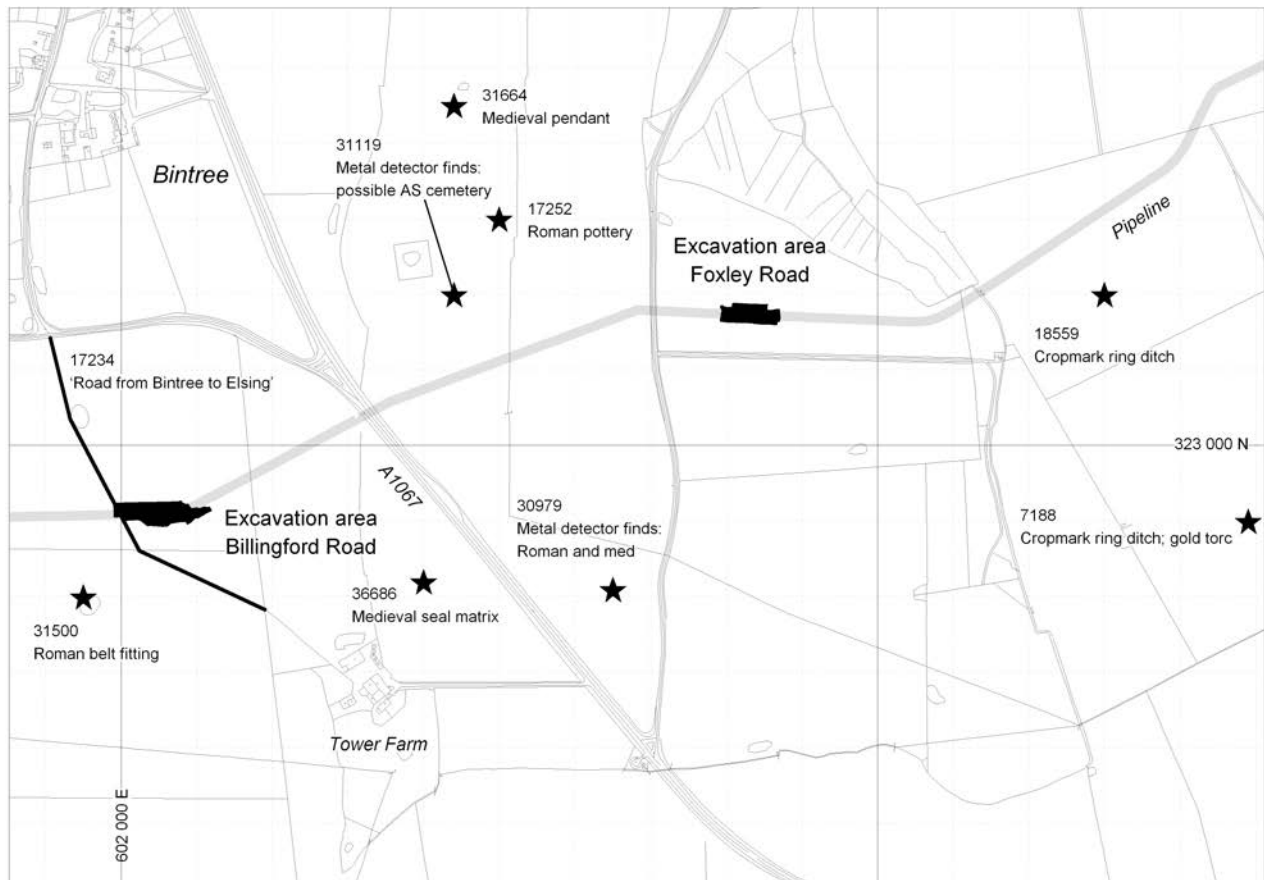 31664
Medieval pendant
31119
Metal detector finds:
possible AS cemetery
Bintree
17252
Roman pottery
Pipeline
Excavation area
Foxley Road
18559
Cropmark ring ditch
17234
'Road from Bintree to Elsing'
323 000 N
A1067
30979
Metal detector finds:
Roman and med
7188
Cropmark ring ditch; gold torc
Excavation area
Billingford Road
36686
Medieval seal matrix
31500
Roman belt fitting
Tower Farm
602 000 E